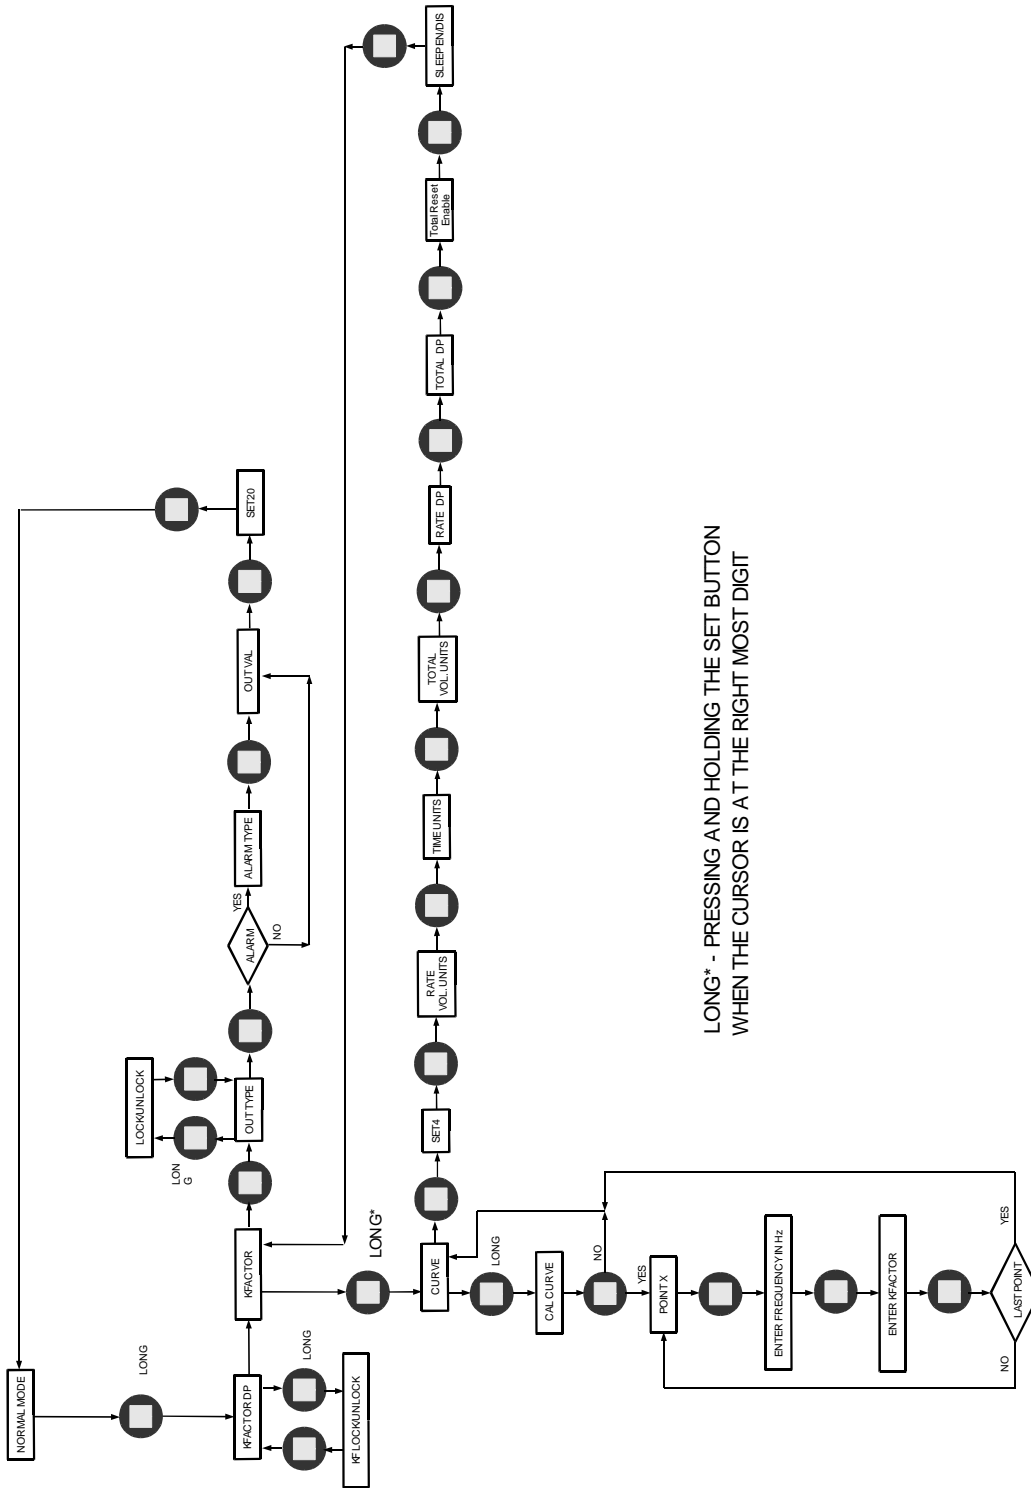 NORMAL MODE
LONG
KFACTOR DP
LONG
KF LOCK/UNLOCK
KFACTOR
LONG*
LOCK/UNLOCK
LON
G
OUT TYPE
ALARM
YES
NO
ALARM TYPE
OUT VAL
SET20
CURVE
LONG
CAL CURVE
NO
YES
POINT X
ENTER FREQUENCY IN Hz
ENTER KFACTOR
LAST POINT
NO
YES
SET4
RATE
VOL. UNITS
TIME UNITS
TOTAL
VOL. UNITS
RATE DP
TOTAL DP
Total Reset
Enable
SLEEP EN/DIS
LONG* - PRESSING AND HOLDING THE SET BUTTON
WHEN THE CURSOR IS AT THE RIGHT MOST DIGIT